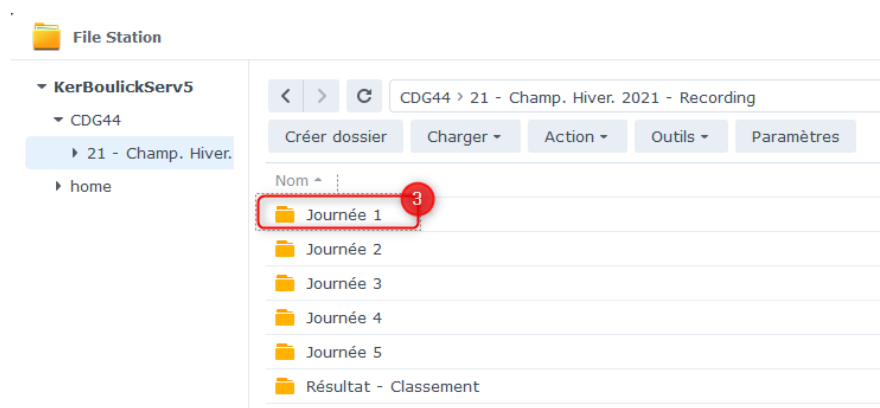 File Station
KerBoulickServ5
CDG44
21 - Champ. Hiver.
home
CDG44 > 21 - Champ. Hiver. 2021 - Recording
Créer dossier Charger Action Outils Paramètres
Nom
3
Journée 1
Journée 2
Journée 3
Journée 4
Journée 5
Résultat - Classement